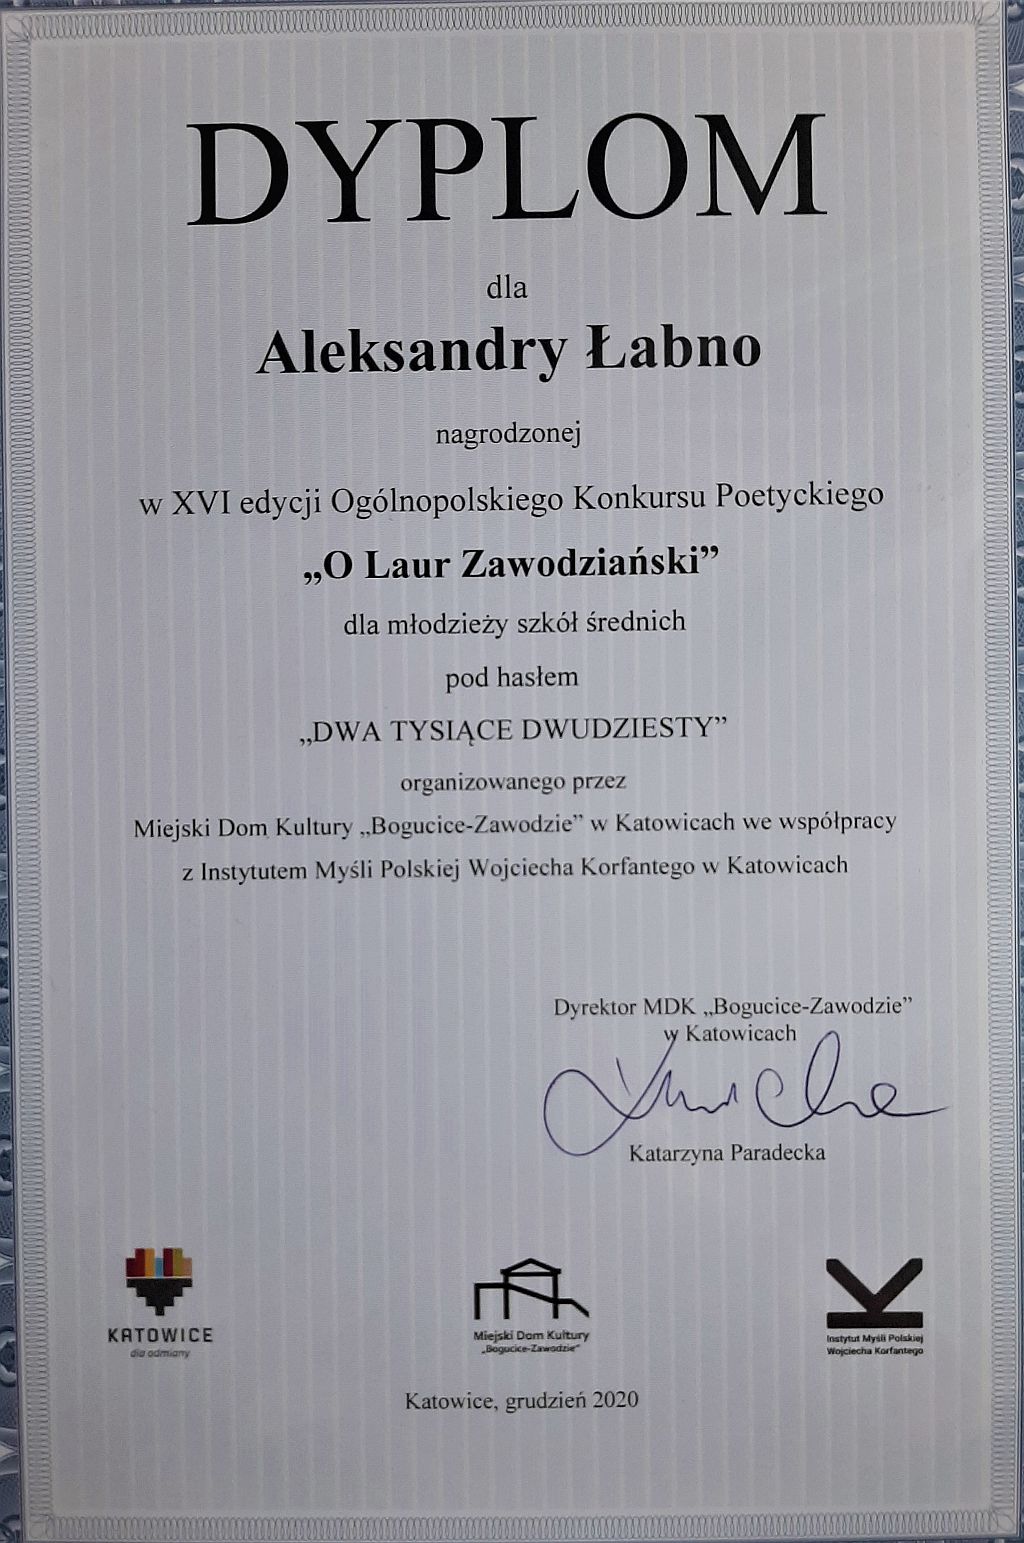 DYPLOM
dla
Aleksandry Łabno
nagrodzonej
w XVI edycji Ogólnopolskiego Konkursu Poetyckiego
„O Laur Zawodziański”
dla młodzieży szkół średnich
pod hasłem
„DWA TYSIĄCE DWUDZIESTY”
organizowanego przez
Miejski Dom Kultury „Bogucice-Zawodzie” w Katowicach we współpracy
z Instytutem Myśli Polskiej Wojciecha Korfantego w Katowicach
Dyrektor MDK „Bogucice-Zawodzie”
w Katowicach
Katarzyna Paradecka
KATOWICE
dla odmiany
Miejski Dom Kultury
„Bogucice-Zawodzie”
Instytut Myśli Polskiej
Wojciecha Korfantego
Katowice, grudzień 2020